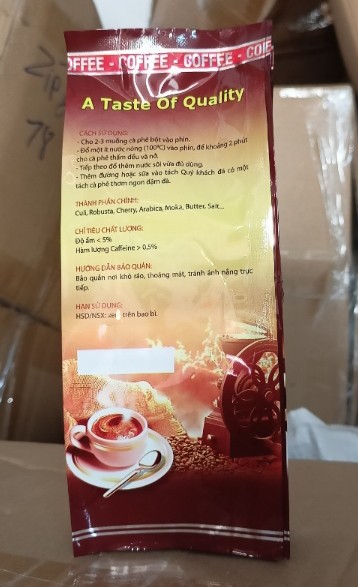 OFFEE - COFFEE - COFFEE - COF
A Taste Of Quality
CÁCH SỬ DỤNG:
- Cho 2-3 muỗng cà phê bột vào phin.
- Đổ một ít nước nóng (100°C) vào phin, để khoảng 2 phút
cho cà phê thấm đều và nở.
- Tiếp theo đổ thêm nước sôi vừa đủ dùng.
- Thêm đường hoặc sữa vào tách Quý khách đã có một
tách cà phê thơm ngon đậm đà.
THÀNH PHẦN CHÍNH:
Culi, Robusta, Cherry, Arabica, Moka, Butter, Salt,...
CHỈ TIÊU CHẤT LƯỢNG:
Độ ẩm < 5%
Hàm lượng Caffeine > 0,5%
HƯỚNG DẪN BẢO QUẢN:
Bảo quản nơi khô ráo, thoáng mát, tránh ánh nắng trực
tiếp.
HẠN SỬ DỤNG:
HSD/NSX: xem trên bao bì.